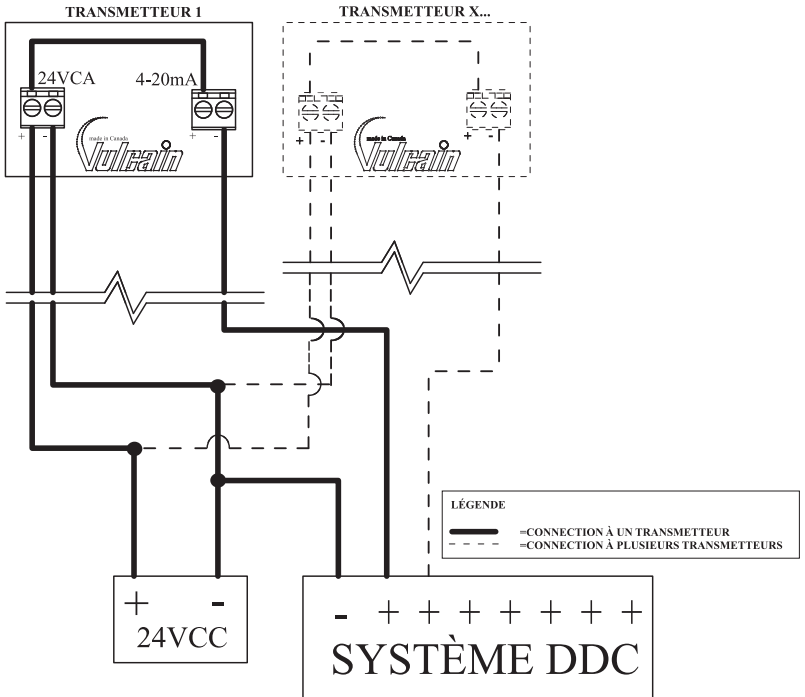 TRANSMETTEUR 1
TRANSMETTEUR X...
24VCA
4-20mA
+ -
+ -
+ -
+ -
made in Canada
Vulcain
made in Canada
Vulcain
LÉGENDE
=CONNECTION À UN TRANSMETTEUR
=CONNECTION À PLUSIEURS TRANSMETTEURS
+ -
24VCC
- + + + + + + +
SYSTÈME DDC